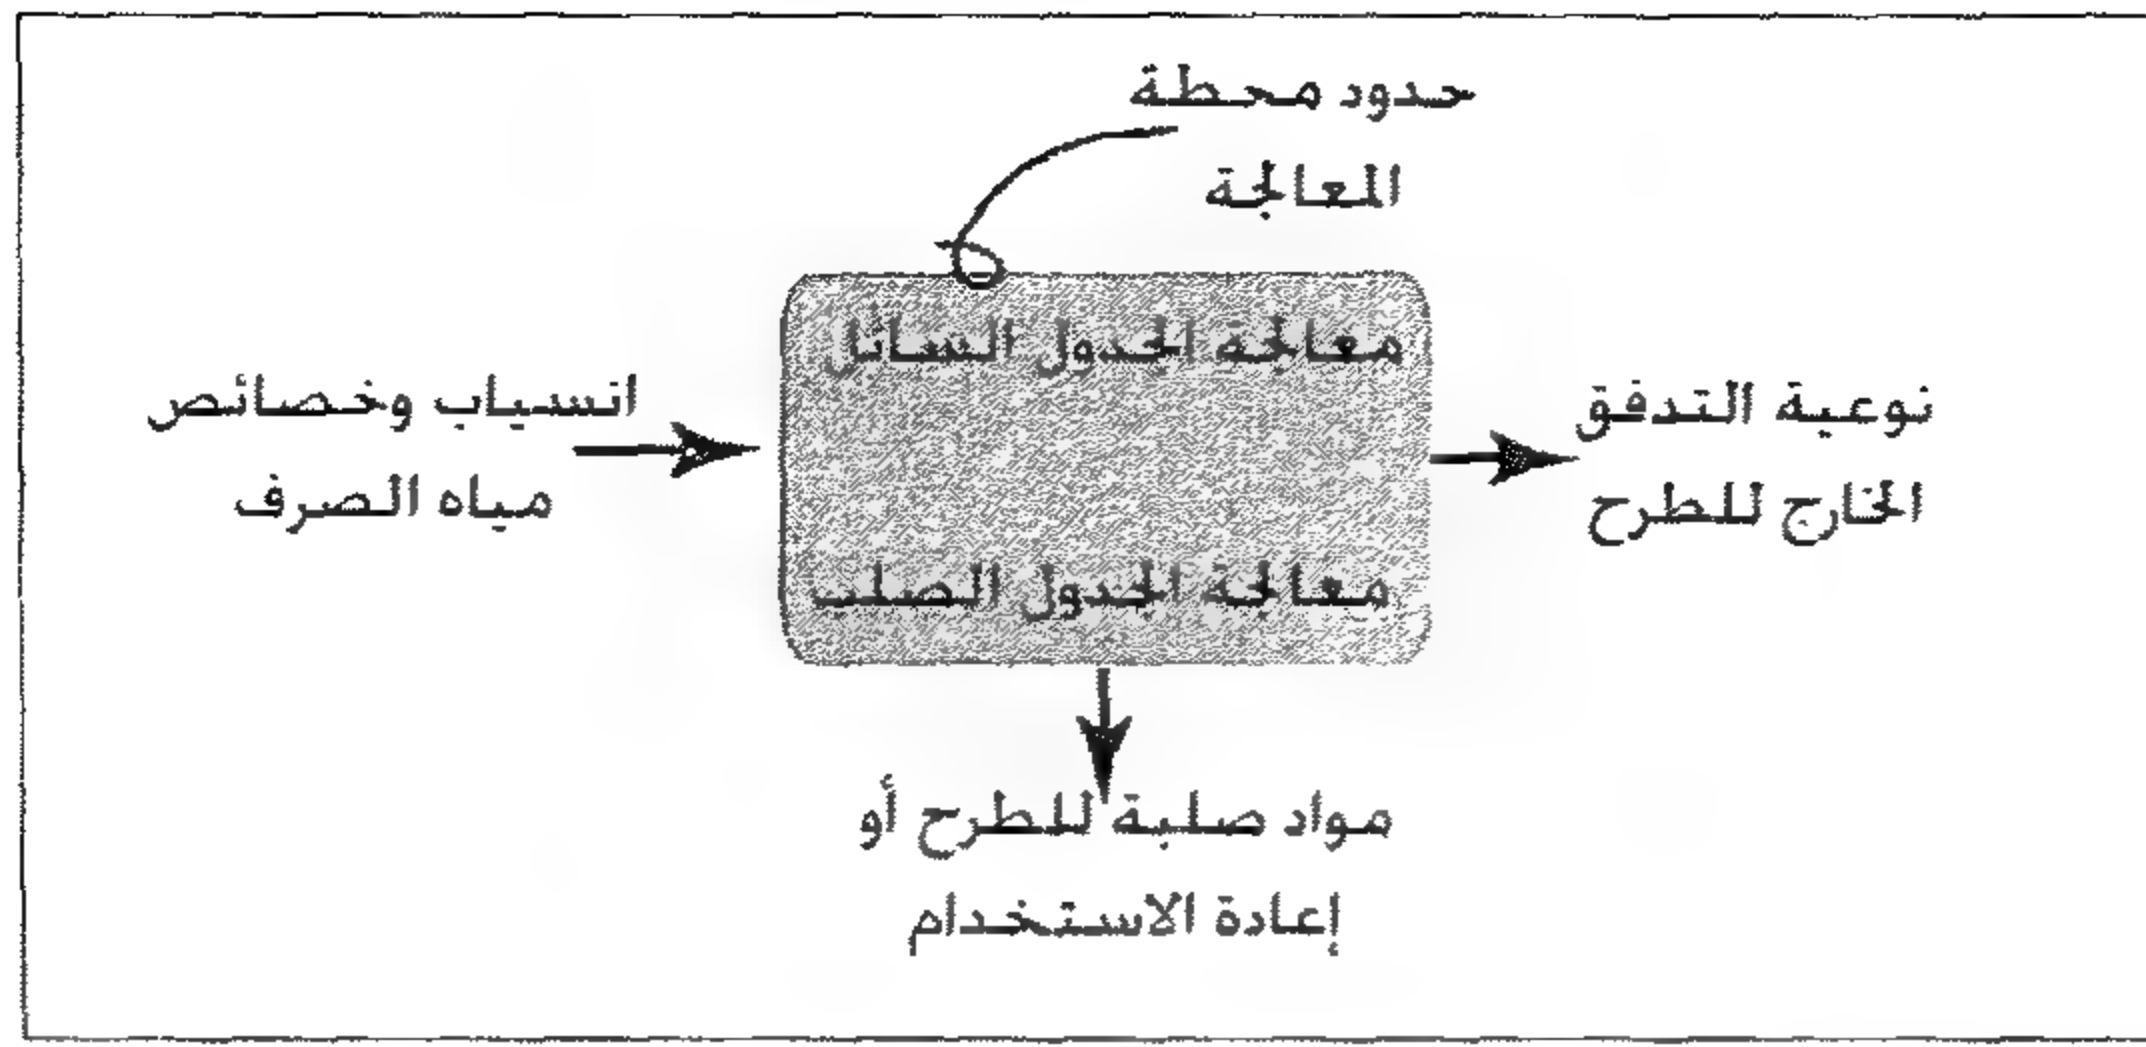 حدود محطة
المعالجة
معالجة الجدول السائل
انسياب وخصائص
مياه الصرف
نوعية التدفق
الخارج للطرح
معالجة الجدول الصلب
مواد صلبة للطرح أو
إعادة الاستخدام